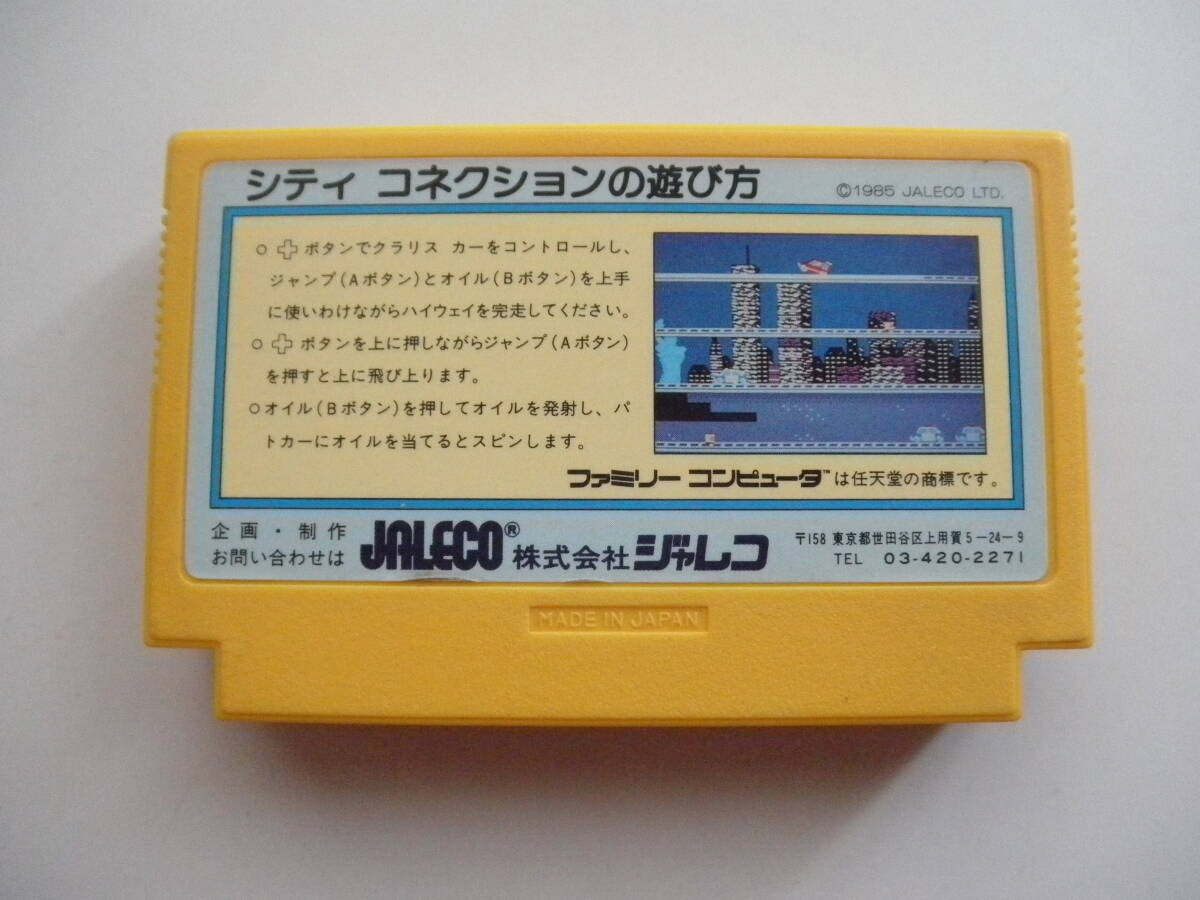 シティ コネクションの遊び方
©1985 JALECO LTD.
○ ボタンでクラリス カーをコントロールし、
ジャンプ(Aボタン)とオイル(Bボタン)を上手
に使いわけながらハイウェイを完走してください。
○ ボタンを上に押しながらジャンプ(Aボタン)
を押すと上に飛び上ります。
○オイル(Bボタン)を押してオイルを発射し、パ
トカーにオイルを当てるとスピンします。
ファミリー コンピュータ™は任天堂の商標です。
企画・制作
お問い合わせは
JALECO® 株式会社 ジャレコ
〒158 東京都世田谷区上用賀5-24-9
TEL 03-420-2271
MADE IN JAPAN